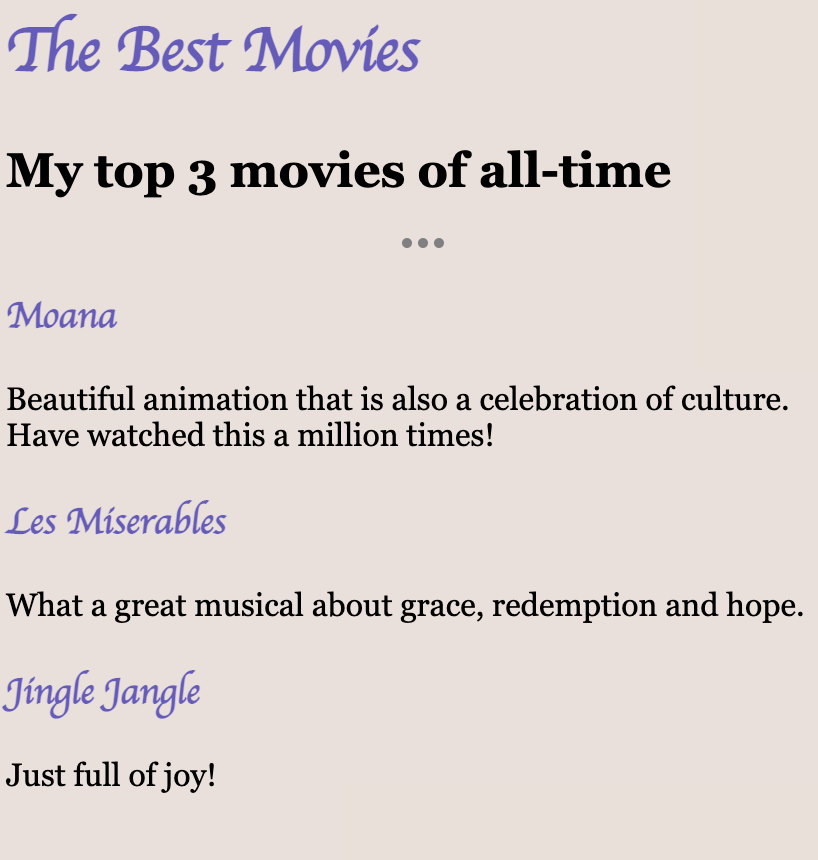 The Best Movies
My top 3 movies of all-time
Moana
Beautiful animation that is also a celebration of culture.
Have watched this a million times!
Les Miserables
What a great musical about grace, redemption and hope.
Jingle Jangle
Just full of joy!